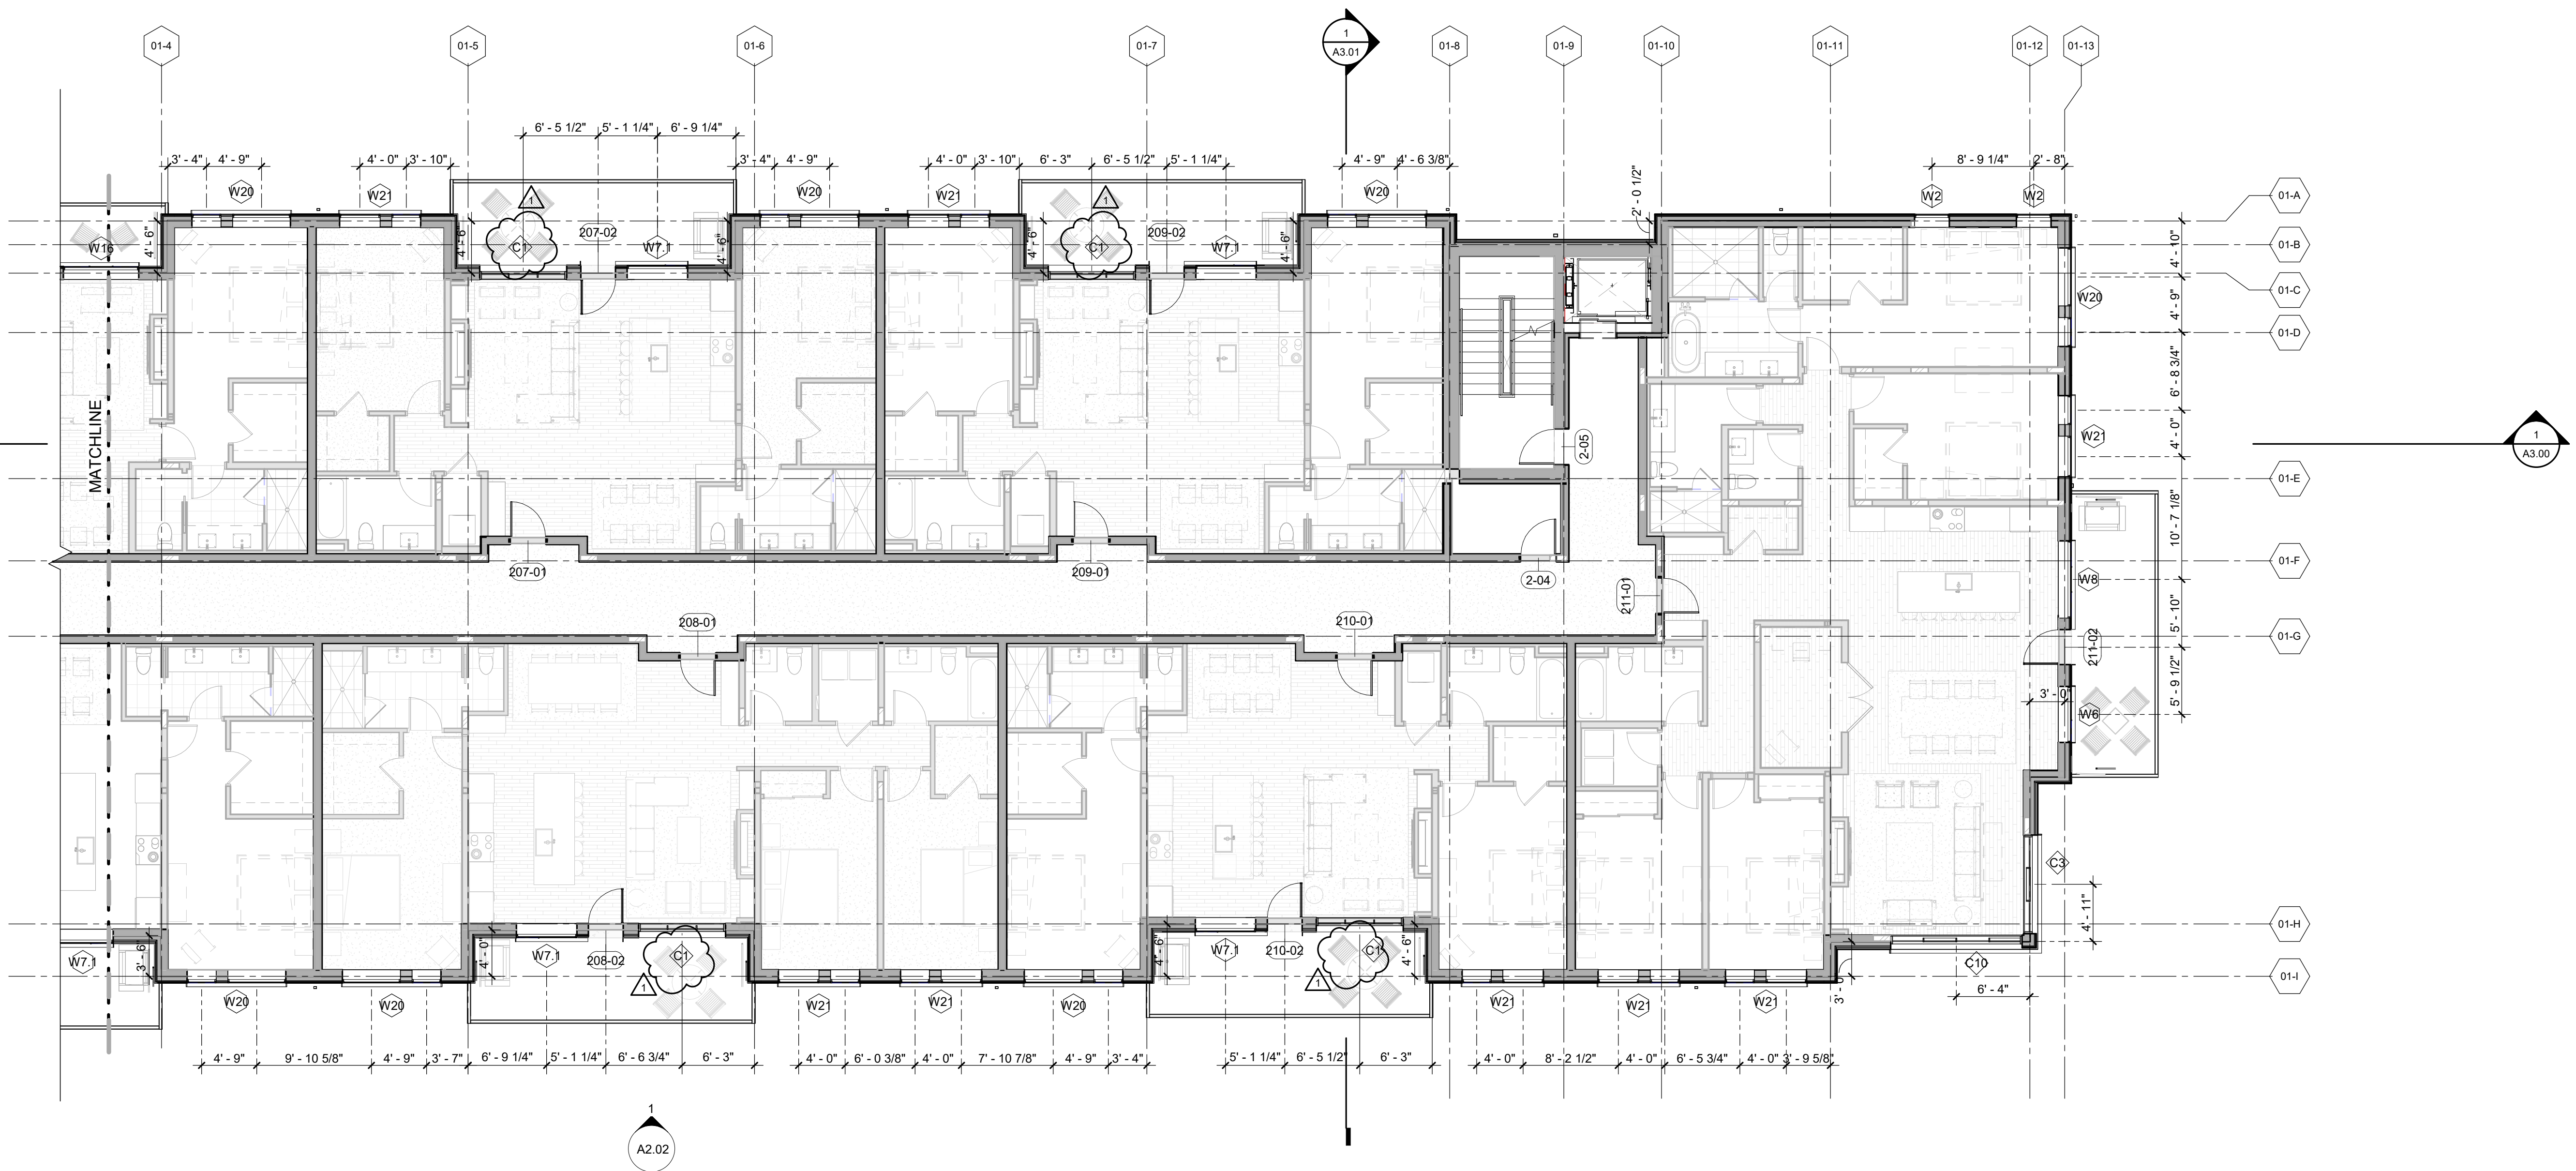 01-4 01-5 01-6 01-7 01-8 01-9 01-10 01-11 01-12 01-13
1
A3.01
6' - 5 1/2" 5' - 1 1/4" 6' - 9 1/4"
3' - 4" 4' - 9" 4' - 0" 3' - 10" 3' - 4" 4' - 9" 4' - 0" 3' - 10" 6' - 3" 6' - 5 1/2" 5' - 1 1/4" 4' - 9" 4' - 6 3/8" 8' - 9 1/4" 2' - 8"
2' - 0 1/2"
W20 W21 1 W20 W21 1 W20 W2 W2
01-A
W16 4' - 6" 4' - 6" C1 207-02 W7.1 4' - 6" 4' - 6" C1 209-02 W7.1 4' - 6"
01-B
4' - 10"
01-C
W20
4' - 9"
01-D
6' - 8 3/4"
MATCHLINE
2-05
W21
4' - 0"
1
A3.00
01-E
10' - 7 1/8"
01-F
207-01 209-01 2-04
211-01
W8
5' - 10"
208-01 210-01
01-G
211-02
5' - 9 1/2"
3' - 0"
W6
C3
4' - 11"
01-H
W7.1 3' - 6" 4' - 0" W7.1 208-02 C1 4' - 6" W7.1 210-02 C1 4' - 6"
C10
01-I
1 1
3' - 0"
6' - 4"
W20 W20 W21 W21 W20 W21 W21 W21
4' - 9" 9' - 10 5/8" 4' - 9" 3' - 7" 6' - 9 1/4" 5' - 1 1/4" 6' - 6 3/4" 6' - 3" 4' - 0" 6' - 0 3/8" 4' - 0" 7' - 10 7/8" 4' - 9" 3' - 4" 5' - 1 1/4" 6' - 5 1/2" 6' - 3" 4' - 0" 8' - 2 1/2" 4' - 0" 6' - 5 3/4" 4' - 0" 3' - 9 5/8"
1
A2.02